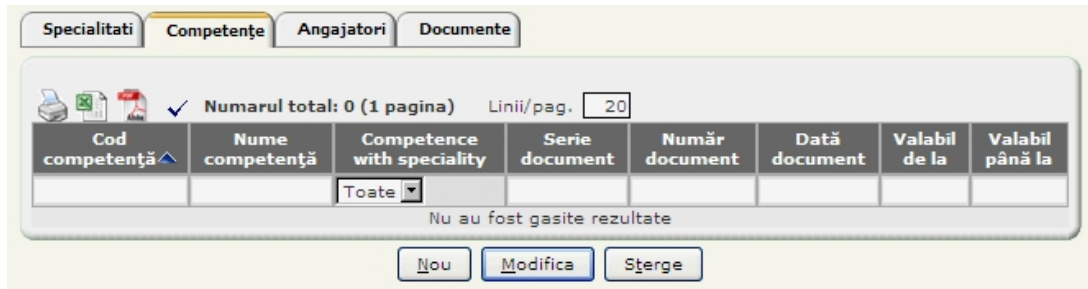 Specialitati Competențe Angajatori Documente
Numarul total: 0 (1 pagina) Linii/pag. 20
Cod competență Nume competență Competence with speciality Serie document Număr document Dată document Valabil de la Valabil până la
Toate
Nu au fost gasite rezultate
Nou Modifica Sterge